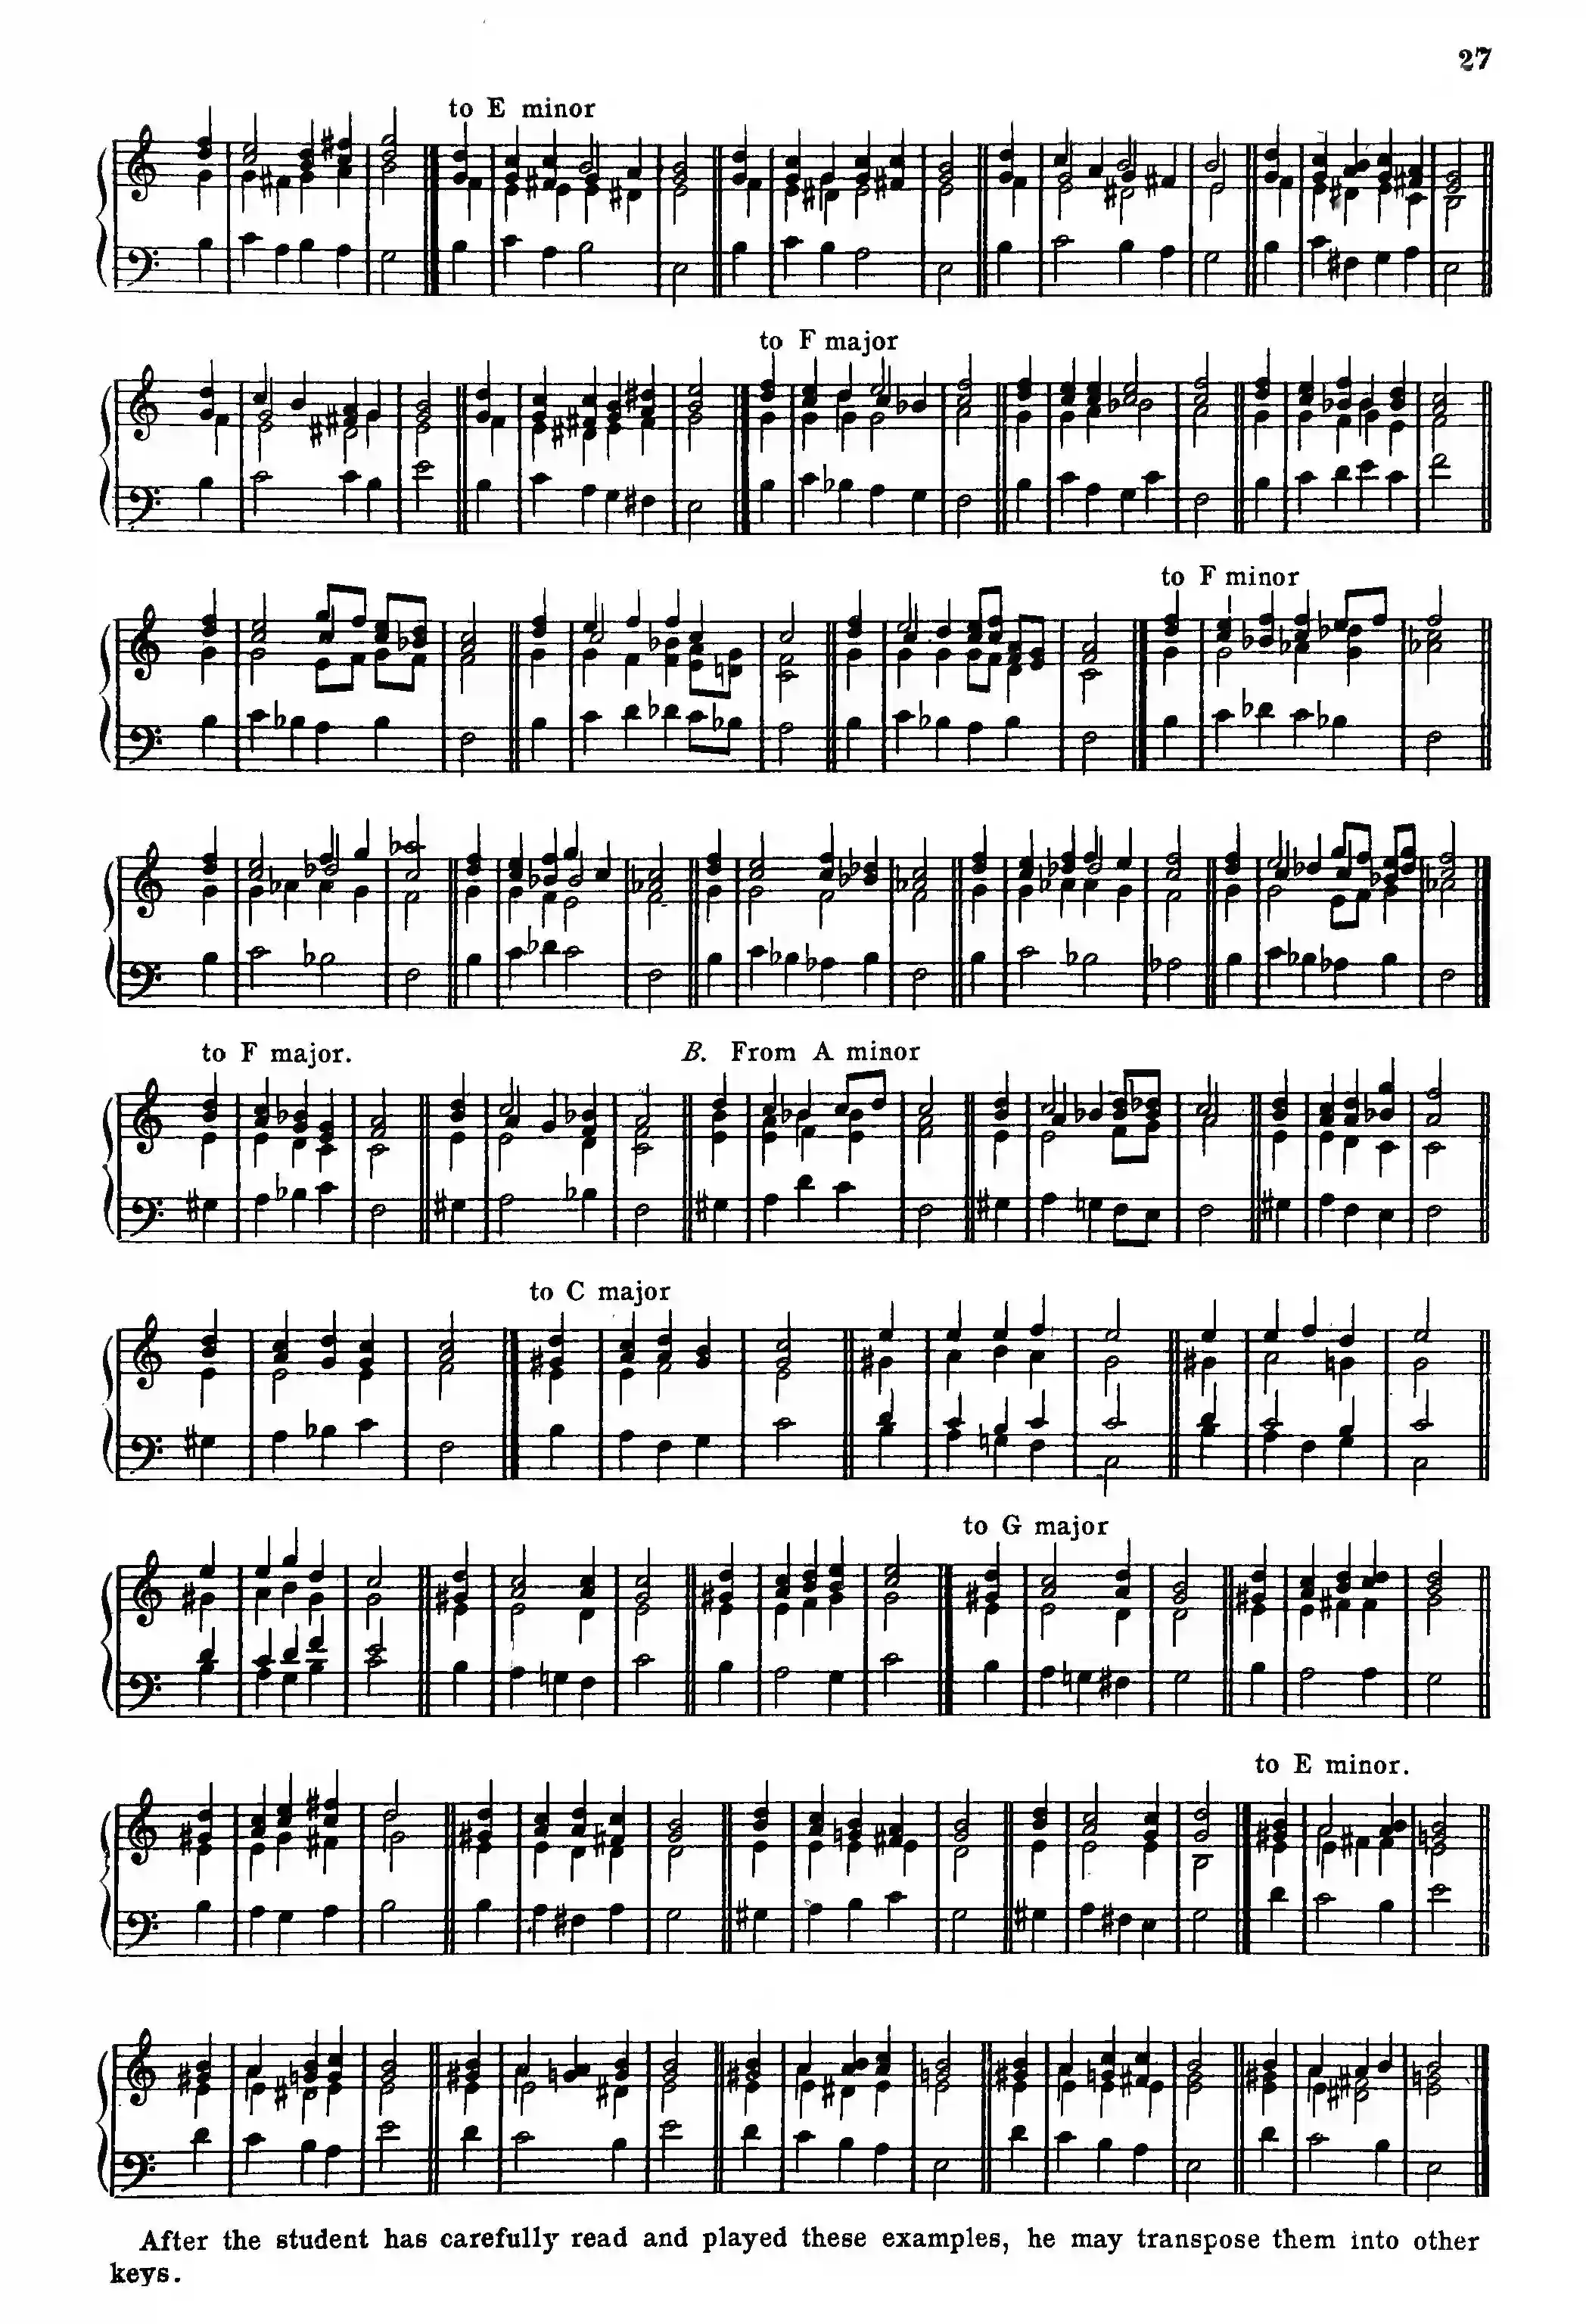 27
to E minor
to F major
to F minor
to F major.
B. From A minor
to C major
to G major
to E minor.
After the student has carefully read and played these examples, he may transpose them into other
keys.